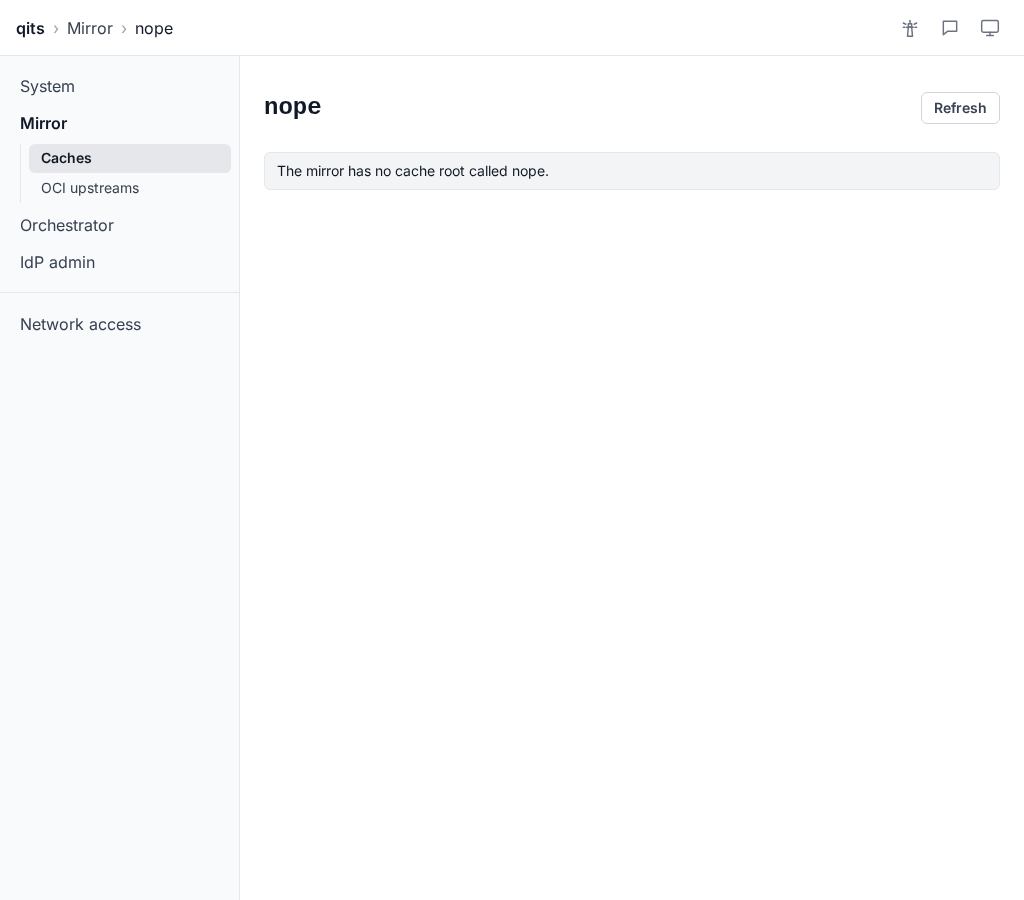 qits › Mirror › nope
System
Mirror
Caches
OCI upstreams
Orchestrator
IdP admin
Network access
nope
Refresh
The mirror has no cache root called nope.